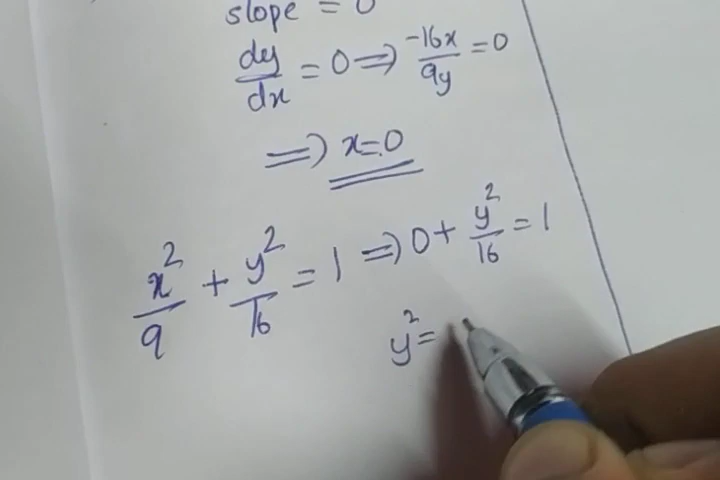 slope = 0
dy/dx = 0 ⇒ -16x/9y = 0
⇒ x=0
x²/9 + y²/16 = 1 ⇒ 0 + y²/16 = 1
y² =